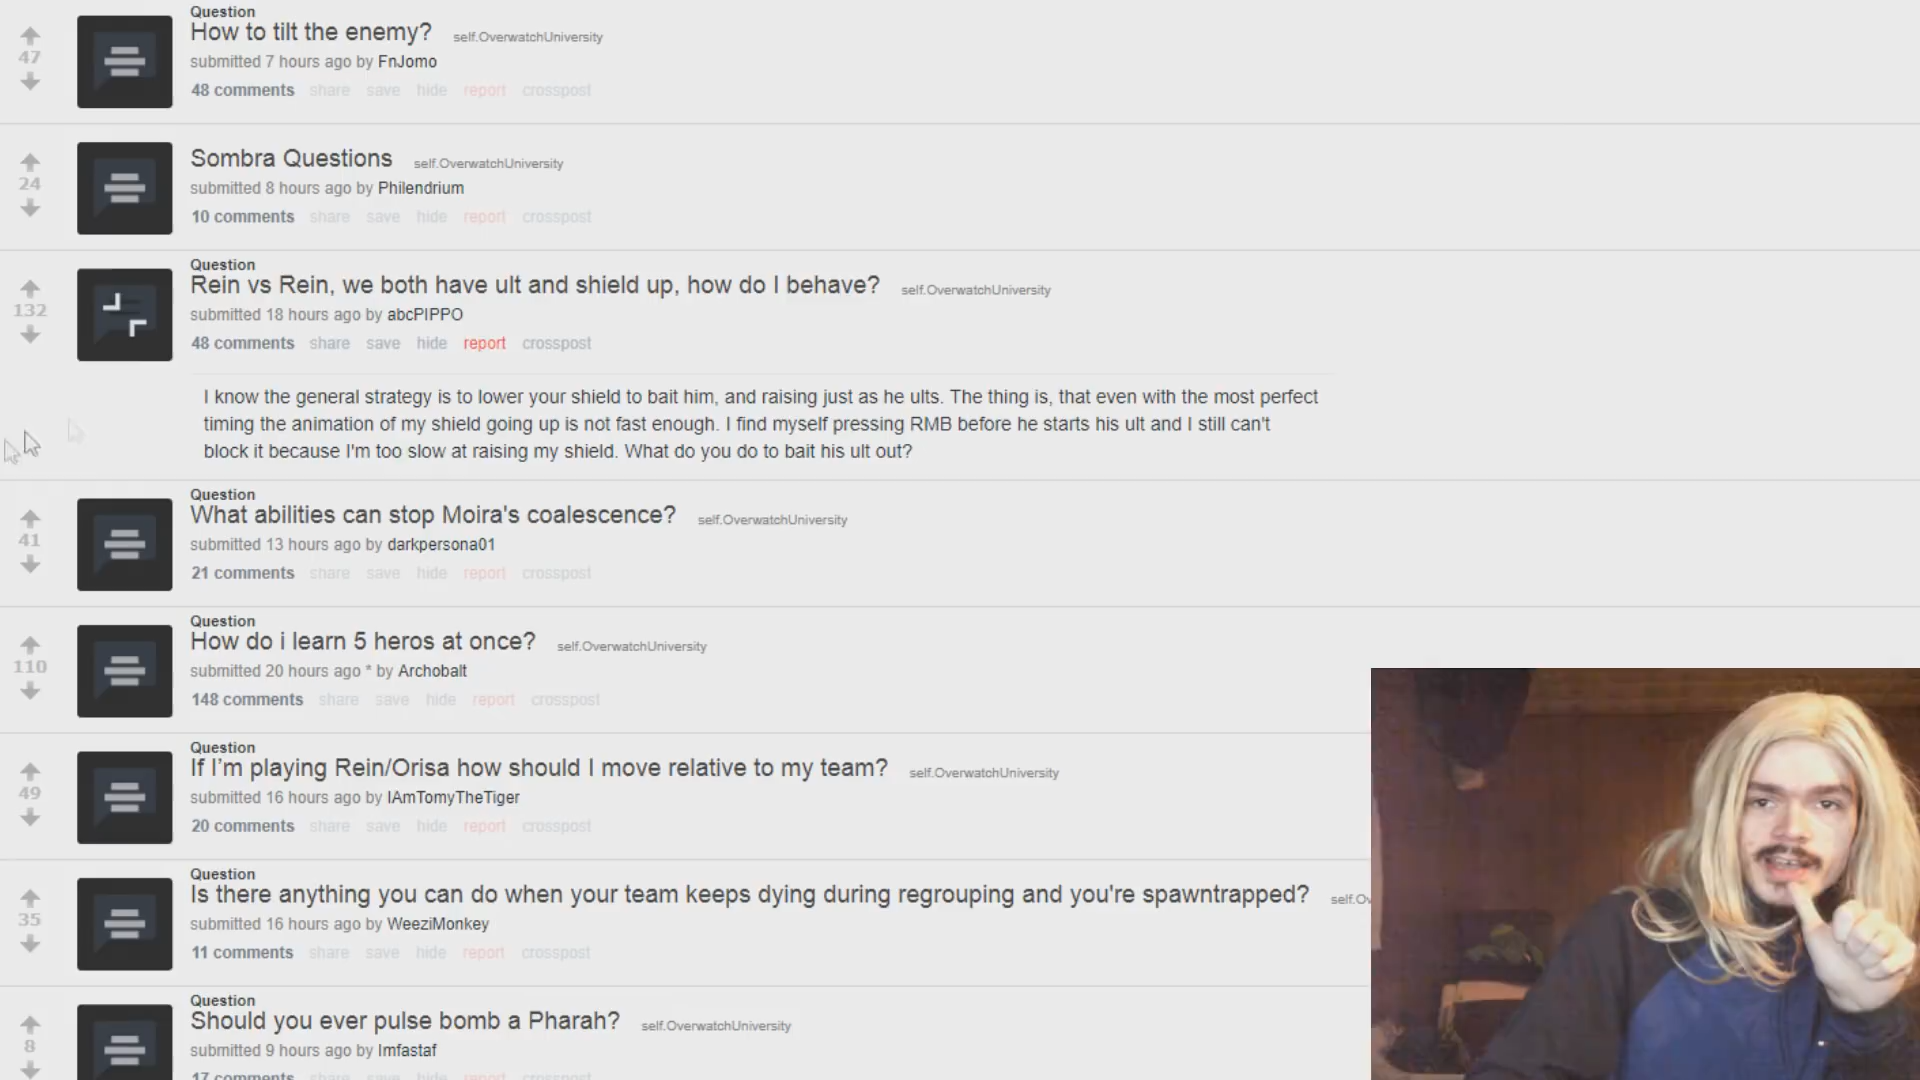 Question
How to tilt the enemy? self.OverwatchUniversity
47
submitted 7 hours ago by FnJomo
48 comments share save hide report crosspost
Sombra Questions self.OverwatchUniversity
24
submitted 8 hours ago by Philendrium
10 comments share save hide report crosspost
Question
Rein vs Rein, we both have ult and shield up, how do I behave? self.OverwatchUniversity
132
submitted 18 hours ago by abcPIPPO
48 comments share save hide report crosspost
I know the general strategy is to lower your shield to bait him, and raising just as he ults. The thing is, that even with the most perfect
timing the animation of my shield going up is not fast enough. I find myself pressing RMB before he starts his ult and I still can't
block it because I'm too slow at raising my shield. What do you do to bait his ult out?
Question
What abilities can stop Moira's coalescence? self.OverwatchUniversity
41
submitted 13 hours ago by darkpersona01
21 comments share save hide report crosspost
Question
How do i learn 5 heros at once? self.OverwatchUniversity
110
submitted 20 hours ago * by Archobalt
148 comments share save hide report crosspost
Question
If I'm playing Rein/Orisa how should I move relative to my team? self.OverwatchUniversity
49
submitted 16 hours ago by IAmTomyTheTiger
20 comments share save hide report crosspost
Question
Is there anything you can do when your team keeps dying during regrouping and you're spawntrapped? self.Ov
35
submitted 16 hours ago by WeeziMonkey
11 comments share save hide report crosspost
Question
Should you ever pulse bomb a Pharah? self.OverwatchUniversity
8
submitted 9 hours ago by Imfastaf
17 comments share save hide report crosspost